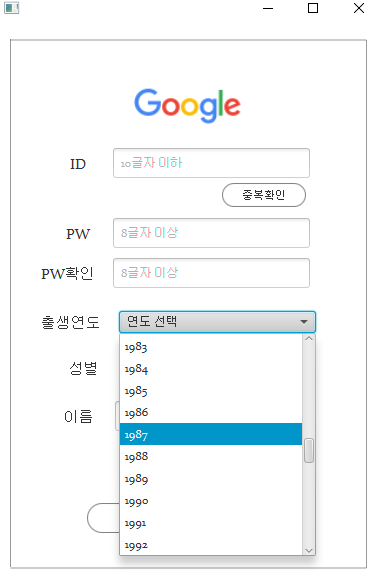 Google
ID
10글자 이하
중복확인
PW
8글자 이상
PW확인
8글자 이상
출생연도
연도 선택
1983
1984
1985
1986
1987
1988
1989
1990
1991
1992
성별
이름